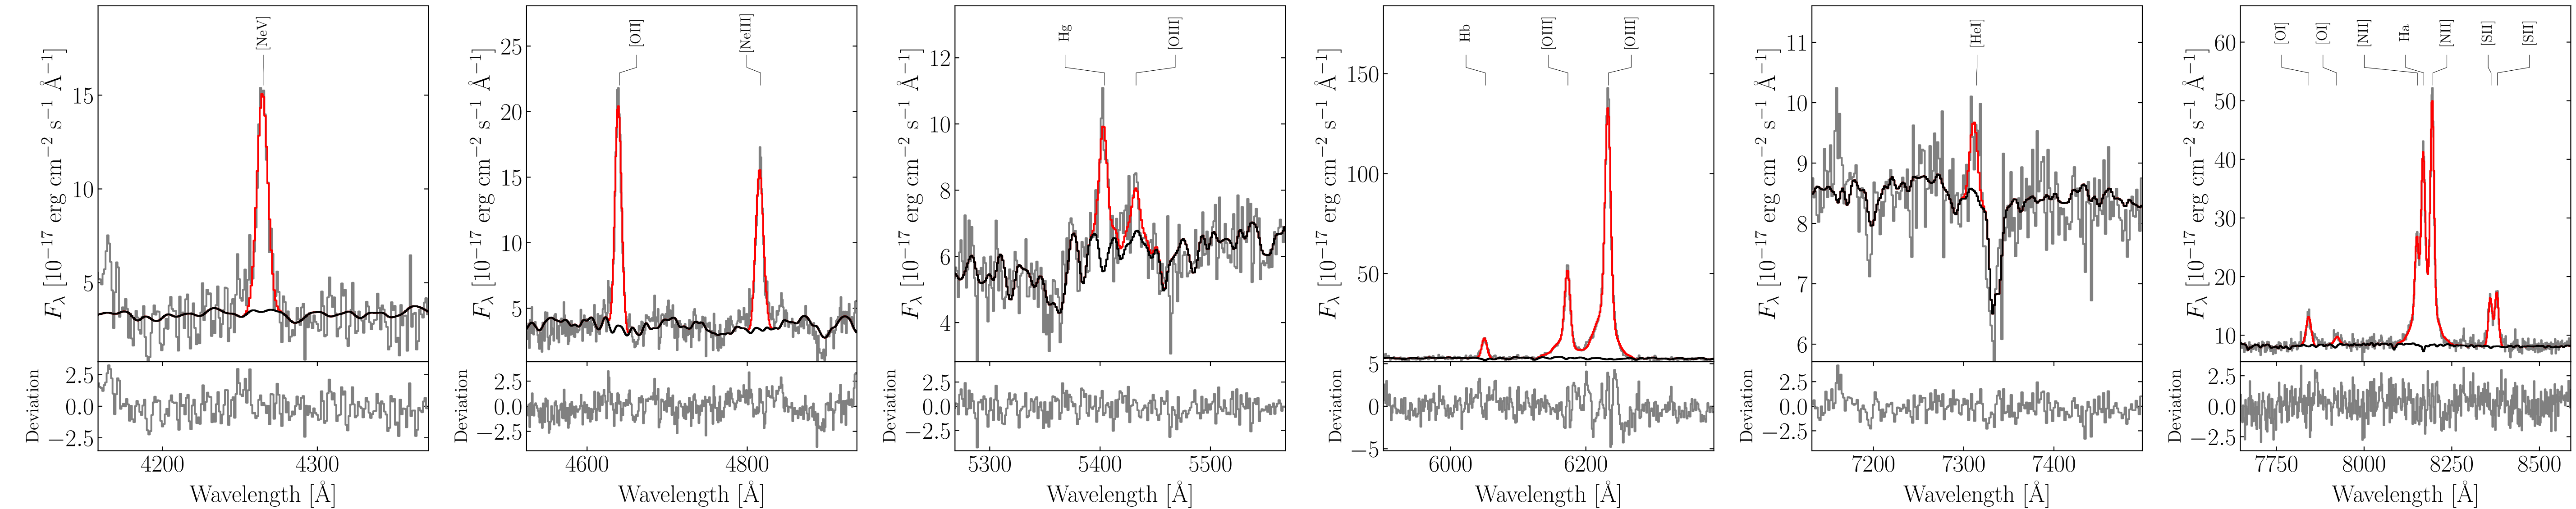 [NeV]
15
10
5
F_λ [10⁻¹⁷ erg cm⁻² s⁻¹ Å⁻¹]
2.5
0.0
−2.5
Deviation
4200 4300
Wavelength [Å]
[OII] [NeIII]
25
20
15
10
5
F_λ [10⁻¹⁷ erg cm⁻² s⁻¹ Å⁻¹]
2.5
0.0
−2.5
Deviation
4600 4800
Wavelength [Å]
Hg [OIII]
12
10
8
6
4
F_λ [10⁻¹⁷ erg cm⁻² s⁻¹ Å⁻¹]
2.5
0.0
−2.5
Deviation
5300 5400 5500
Wavelength [Å]
Hb [OIII] [OIII]
150
100
50
F_λ [10⁻¹⁷ erg cm⁻² s⁻¹ Å⁻¹]
5
0
−5
Deviation
6000 6200
Wavelength [Å]
[HeI]
11
10
9
8
7
6
F_λ [10⁻¹⁷ erg cm⁻² s⁻¹ Å⁻¹]
2.5
0.0
−2.5
Deviation
7200 7300 7400
Wavelength [Å]
[OI] [OI] [NII] Ha [NII] [SII] [SII]
60
50
40
30
20
10
F_λ [10⁻¹⁷ erg cm⁻² s⁻¹ Å⁻¹]
2.5
0.0
−2.5
Deviation
7750 8000 8250 8500
Wavelength [Å]